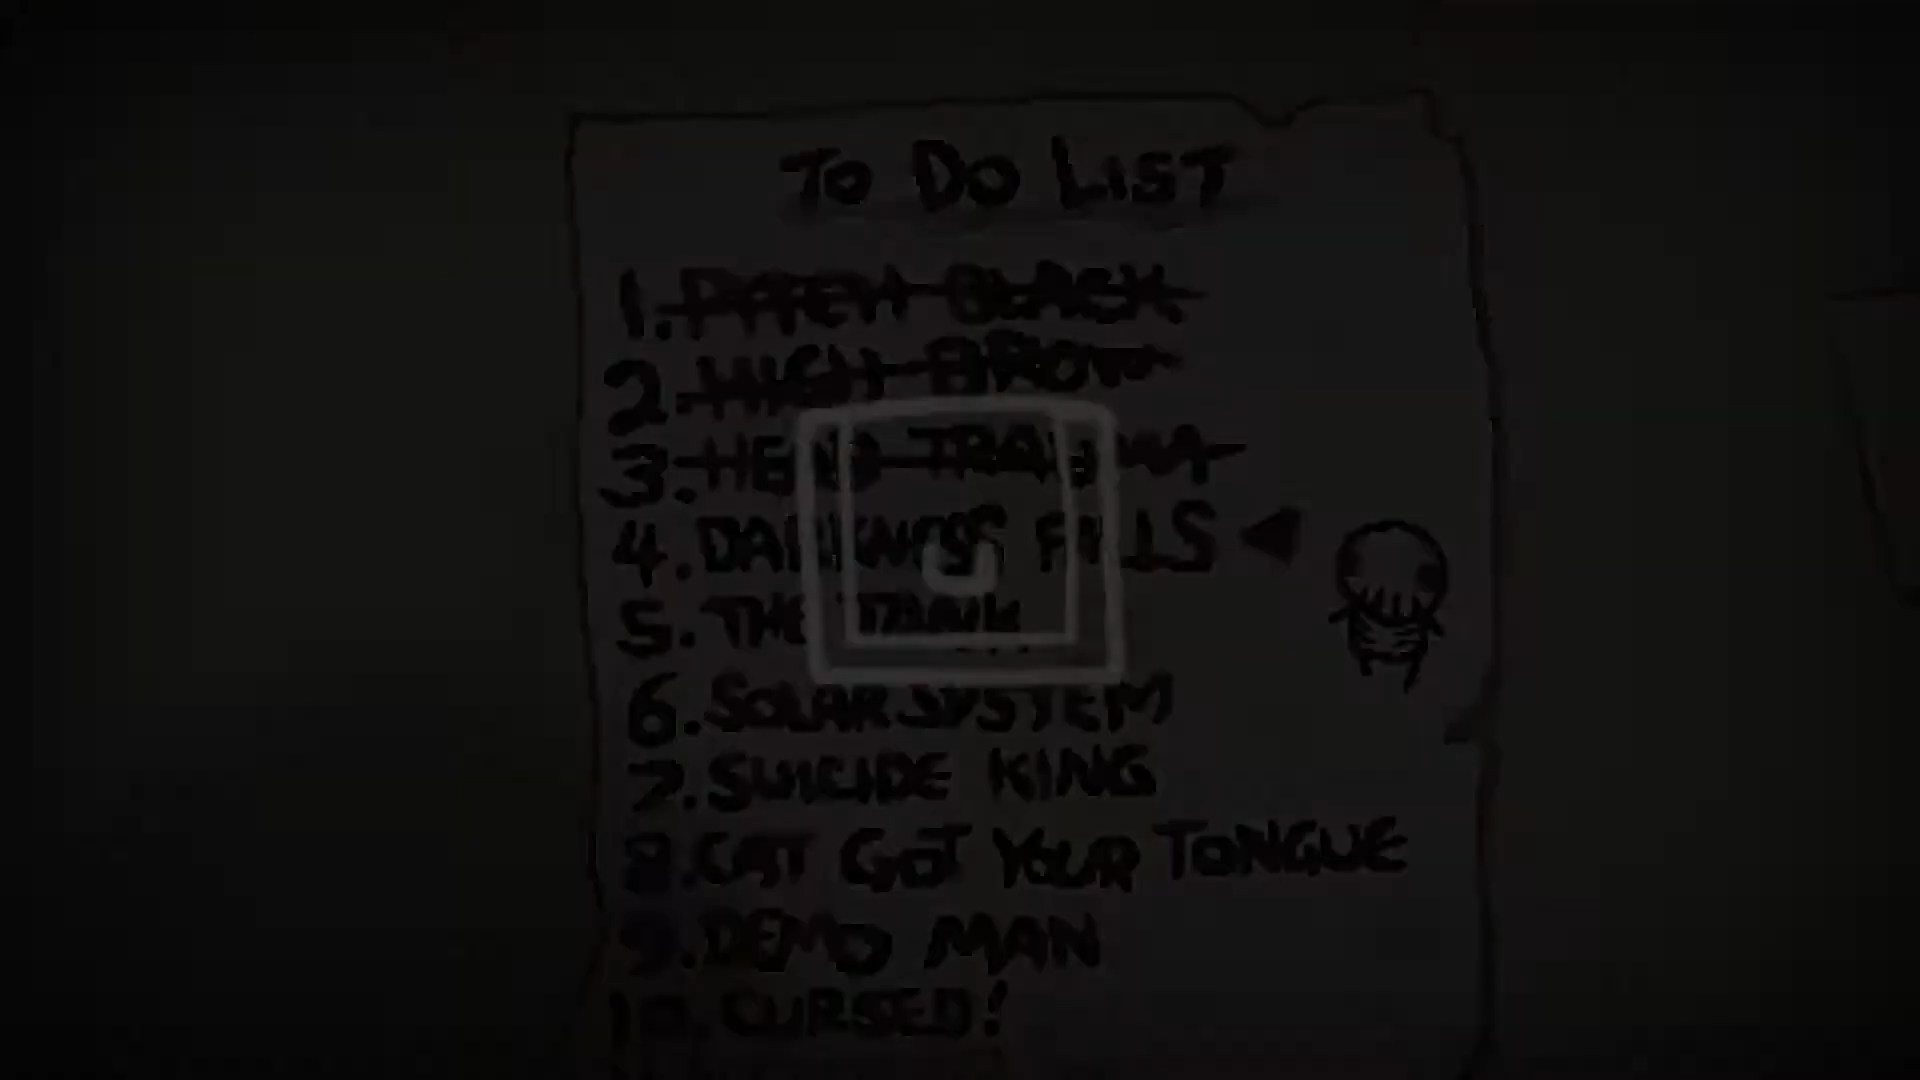 To Do List
1. PITCH BLACK
2. HIGH BROW
3. HEAD TRAUMA
4. DARKNESS FALLS
5. THE TANK
6. SOLAR SYSTEM
7. SUICIDE KING
8. CAT GOT YOUR TONGUE
9. DEMO MAN
10. CURSED!